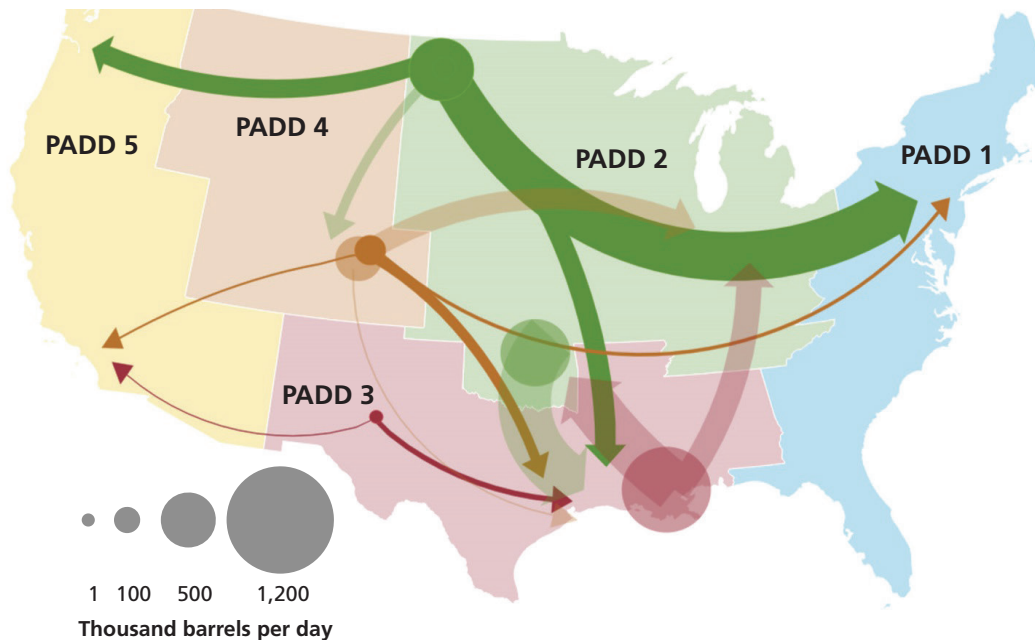 PADD 5
PADD 4
PADD 2
PADD 1
PADD 3
1 100 500 1,200
Thousand barrels per day